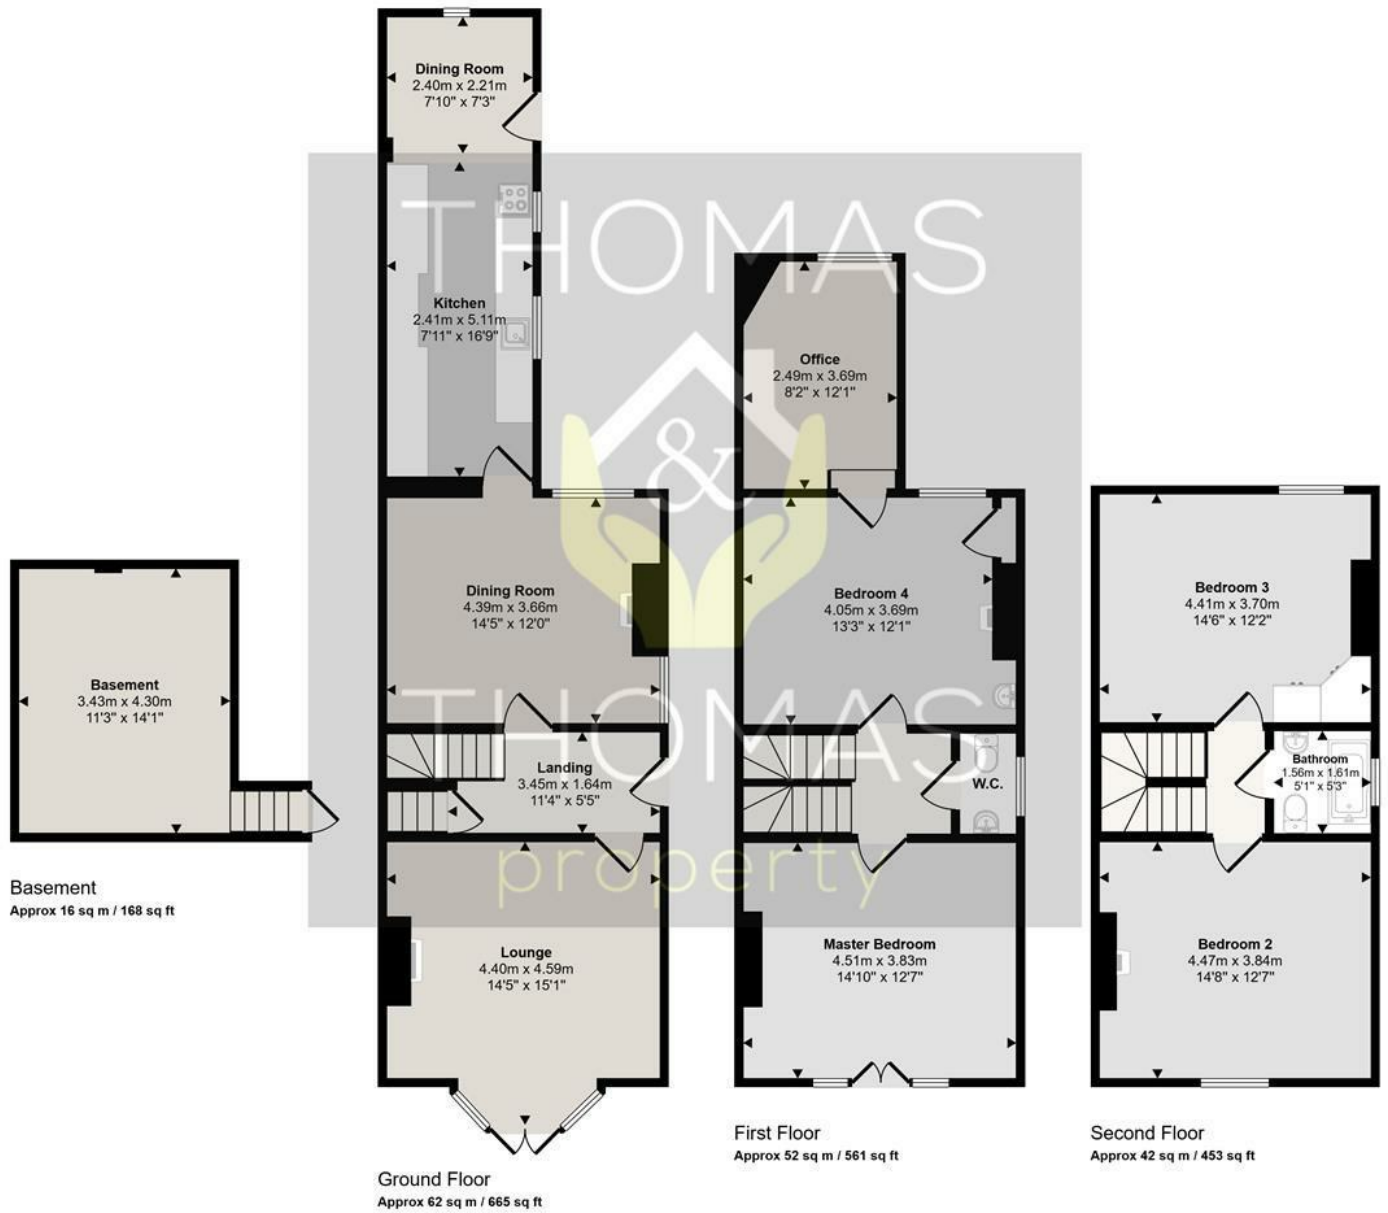 Dining Room
2.40m x 2.21m
7'10" x 7'3"
THOMAS
Kitchen
2.41m x 5.11m
7'11" x 16'9"
Office
2.49m x 3.69m
8'2" x 12'1"
&
Dining Room
4.39m x 3.66m
14'5" x 12'0"
Bedroom 4
4.05m x 3.69m
13'3" x 12'1"
Bedroom 3
4.41m x 3.70m
14'6" x 12'2"
Basement
3.43m x 4.30m
11'3" x 14'1"
THOMAS
Landing
3.45m x 1.64m
11'4" x 5'5"
W.C.
Bathroom
1.56m x 1.61m
5'1" x 5'3"
property
Basement
Approx 16 sq m / 168 sq ft
Lounge
4.40m x 4.59m
14'5" x 15'1"
Master Bedroom
4.51m x 3.83m
14'10" x 12'7"
Bedroom 2
4.47m x 3.84m
14'8" x 12'7"
Ground Floor
Approx 62 sq m / 665 sq ft
First Floor
Approx 52 sq m / 561 sq ft
Second Floor
Approx 42 sq m / 453 sq ft